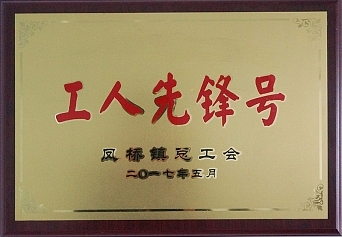 工人先锋号
凤桥镇总工会
二〇一七年五月